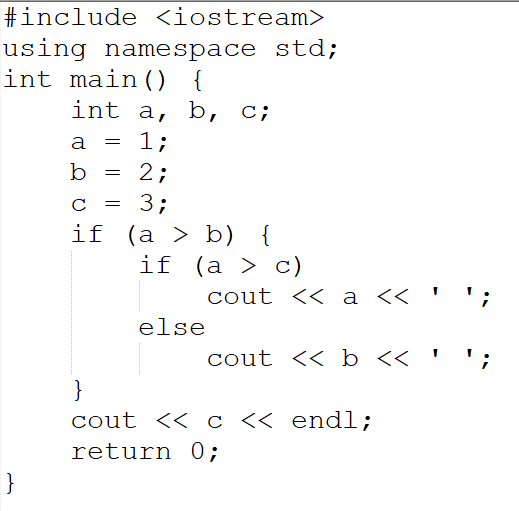 #include <iostream>
using namespace std;
int main() {
    int a, b, c;
    a = 1;
    b = 2;
    c = 3;
    if (a > b) {
        if (a > c)
            cout << a << ' ';
        else
            cout << b << ' ';
    }
    cout << c << endl;
    return 0;
}